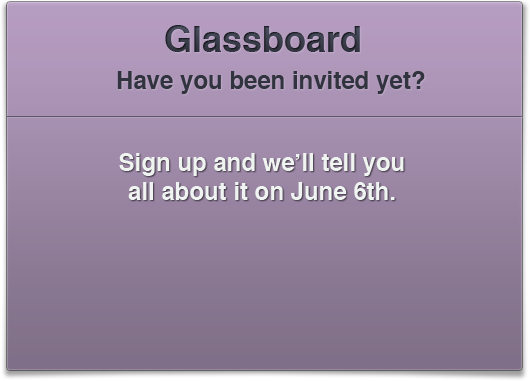 Glassboard
Have you been invited yet?
Sign up and we’ll tell you
all about it on June 6th.